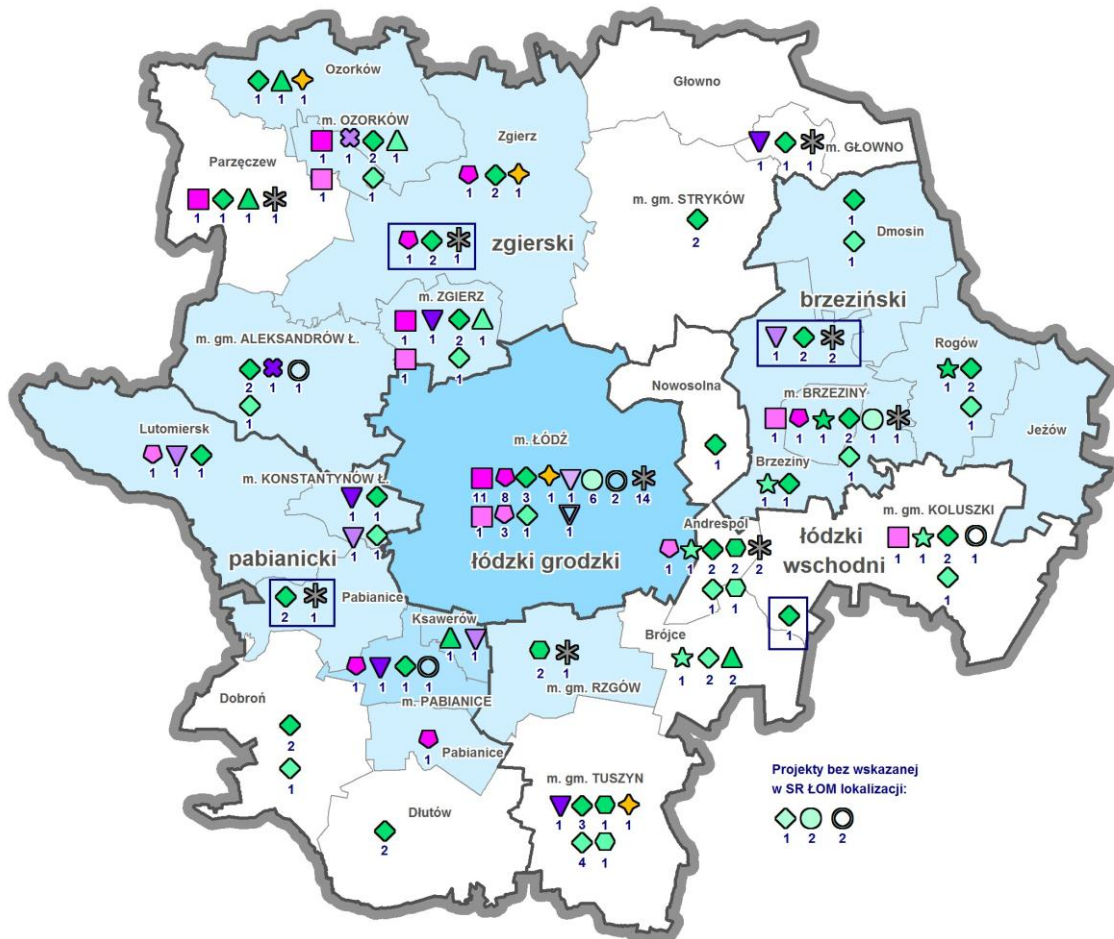 Ozorków
1 1 1
Głowno
m. OZORKÓW
1 1 2 1
1 1
Zgierz
1 2 1
m. GŁOWNO
1 1 1
Parzęczew
1 1 1 1
m. gm. STRYKÓW
2
Dmosin
1
1
zgierski
1 2 1
brzeziński
1 2 2
m. ZGIERZ
1 1 2 1
1 1
m. gm. ALEKSANDRÓW Ł.
2 1 1
1
Nowosolna
1
Rogów
1 2
1
m. BRZEZINY
1 1 1 2 1 1
1
Jeżów
Lutomiersk
1 1 1
m. ŁÓDŹ
11 8 3 1 1 6 2 14
1 3 1 1
łódzki grodzki
Brzeziny
1 1
m. KONSTANTYNÓW Ł.
1 1
1 1
m. gm. KOLUSZKI
1 1 2 1
1
Andrespol
1 1 2 2 2
1 1
łódzki
wschodni
1
pabianicki
2 1
Pabianice
Ksawerów
1 1
Brójce
1 2 2
2 1
m. gm. RZGÓW
1 1 1 1
m. PABIANICE
Dobroń
2
1
1
Pabianice
m. gm. TUSZYN
1 3 1 1
4 1
Dłutów
2
Projekty bez wskazanej
w SR ŁOM lokalizacji:
1 2 2